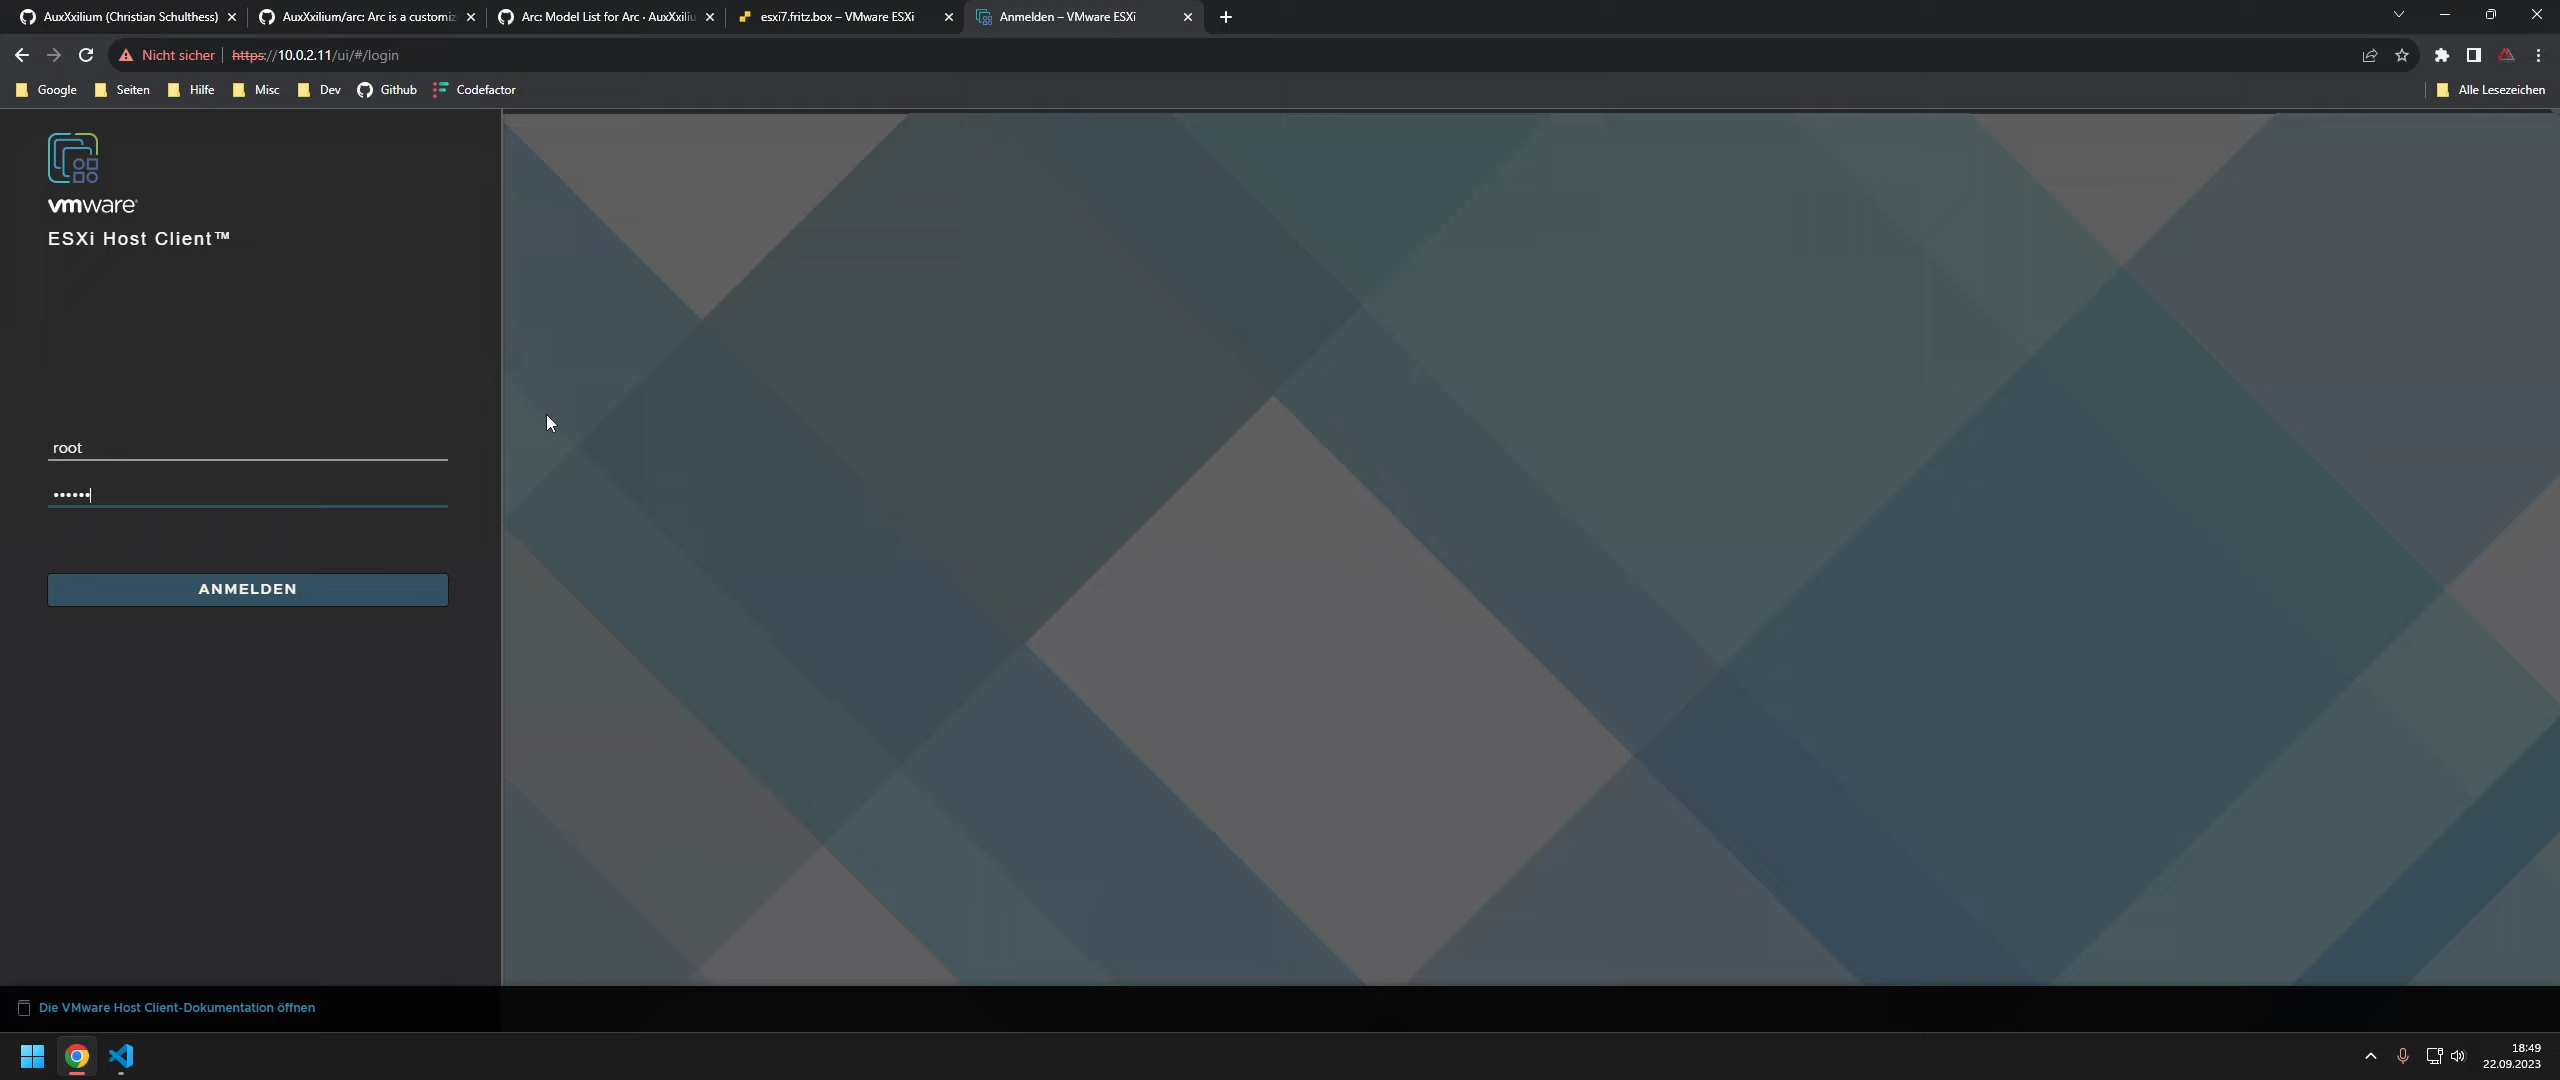 AuxXxilium (Christian Schulthess)
AuxXxilium/arc: Arc is a customiz
Arc: Model List for Arc · AuxXxiliu
esxi7.fritz.box – VMware ESXi
Anmelden – VMware ESXi
Nicht sicher
https://10.0.2.11/ui/#/login
Google
Seiten
Hilfe
Misc
Dev
Github
Codefactor
Alle Lesezeichen
vmware®
ESXi Host Client™
root
••••••
ANMELDEN
Die VMware Host Client-Dokumentation öffnen
18:49
22.09.2023